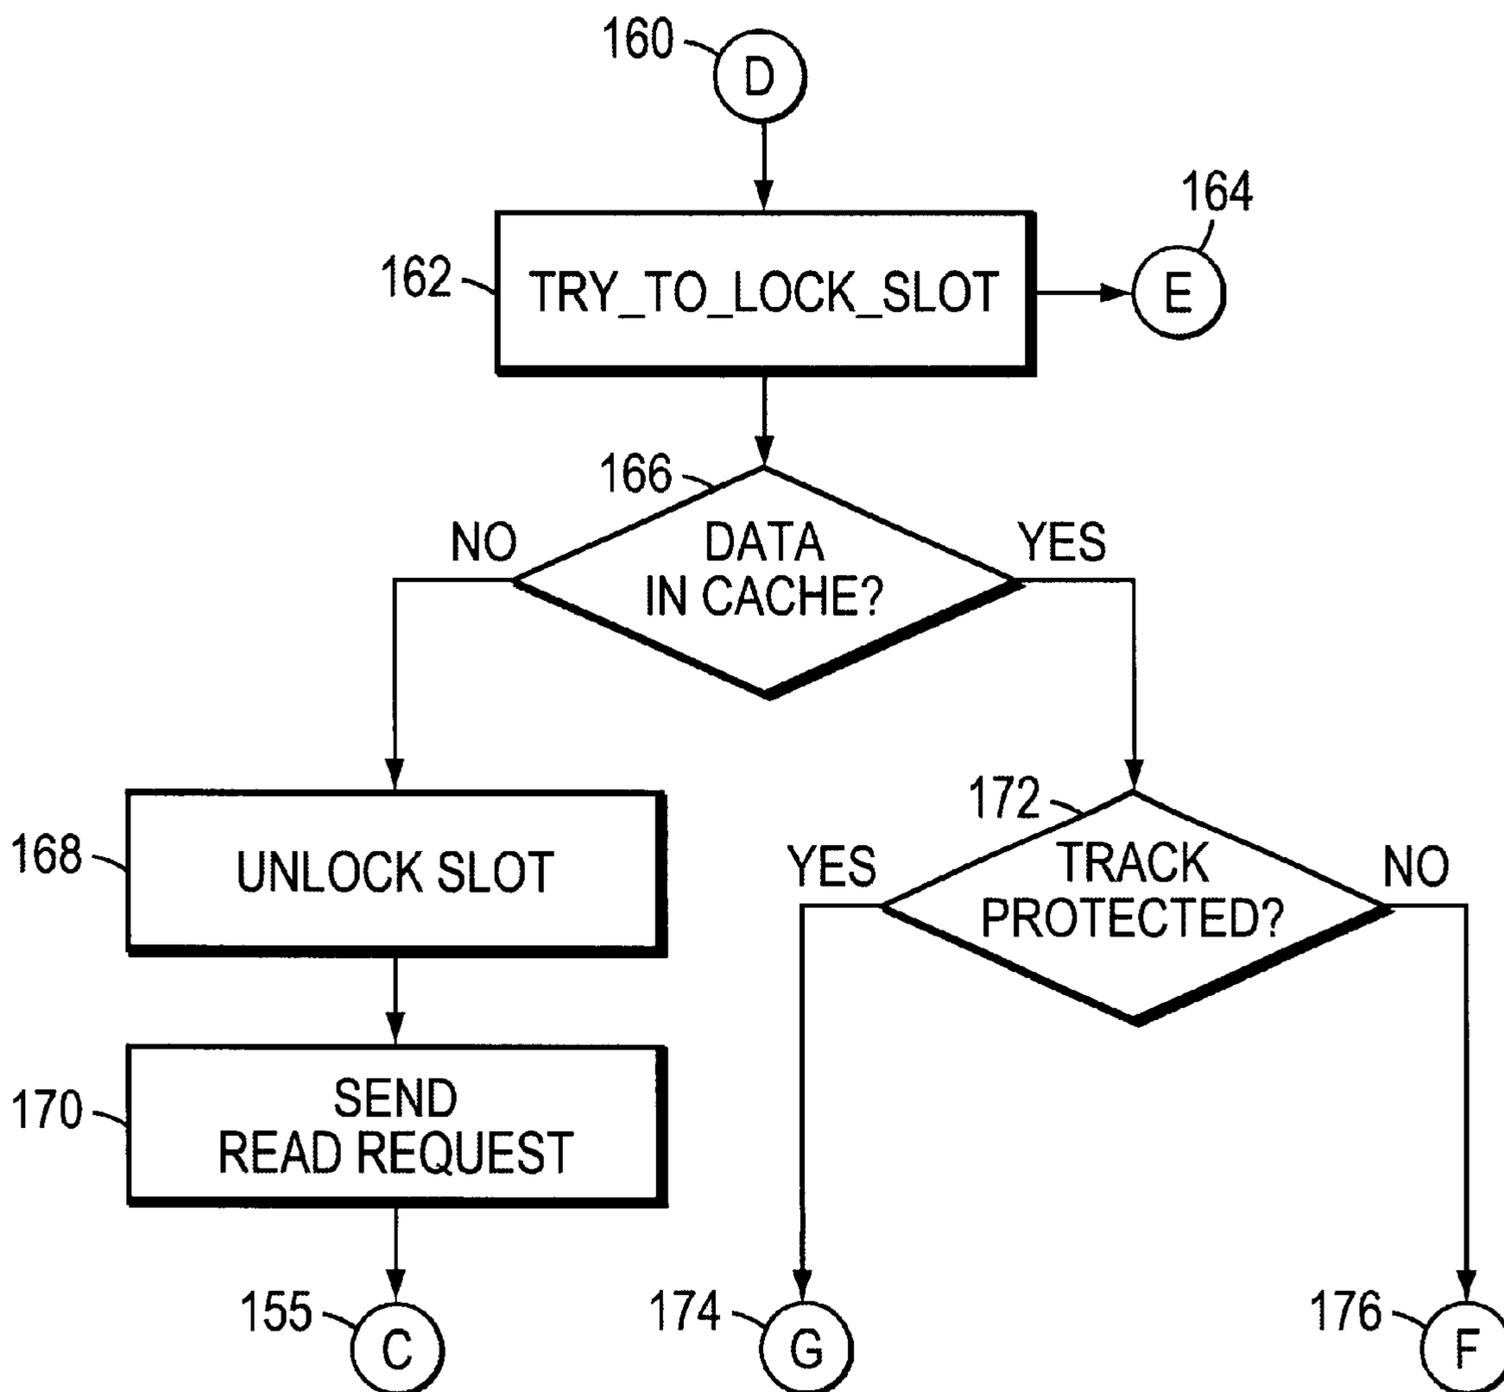 160
D
164
162
TRY_TO_LOCK_SLOT
E
166
NO
DATA
YES
IN CACHE?
172
168
UNLOCK SLOT
YES
TRACK
NO
PROTECTED?
170
SEND
READ REQUEST
155
C
174
G
176
F